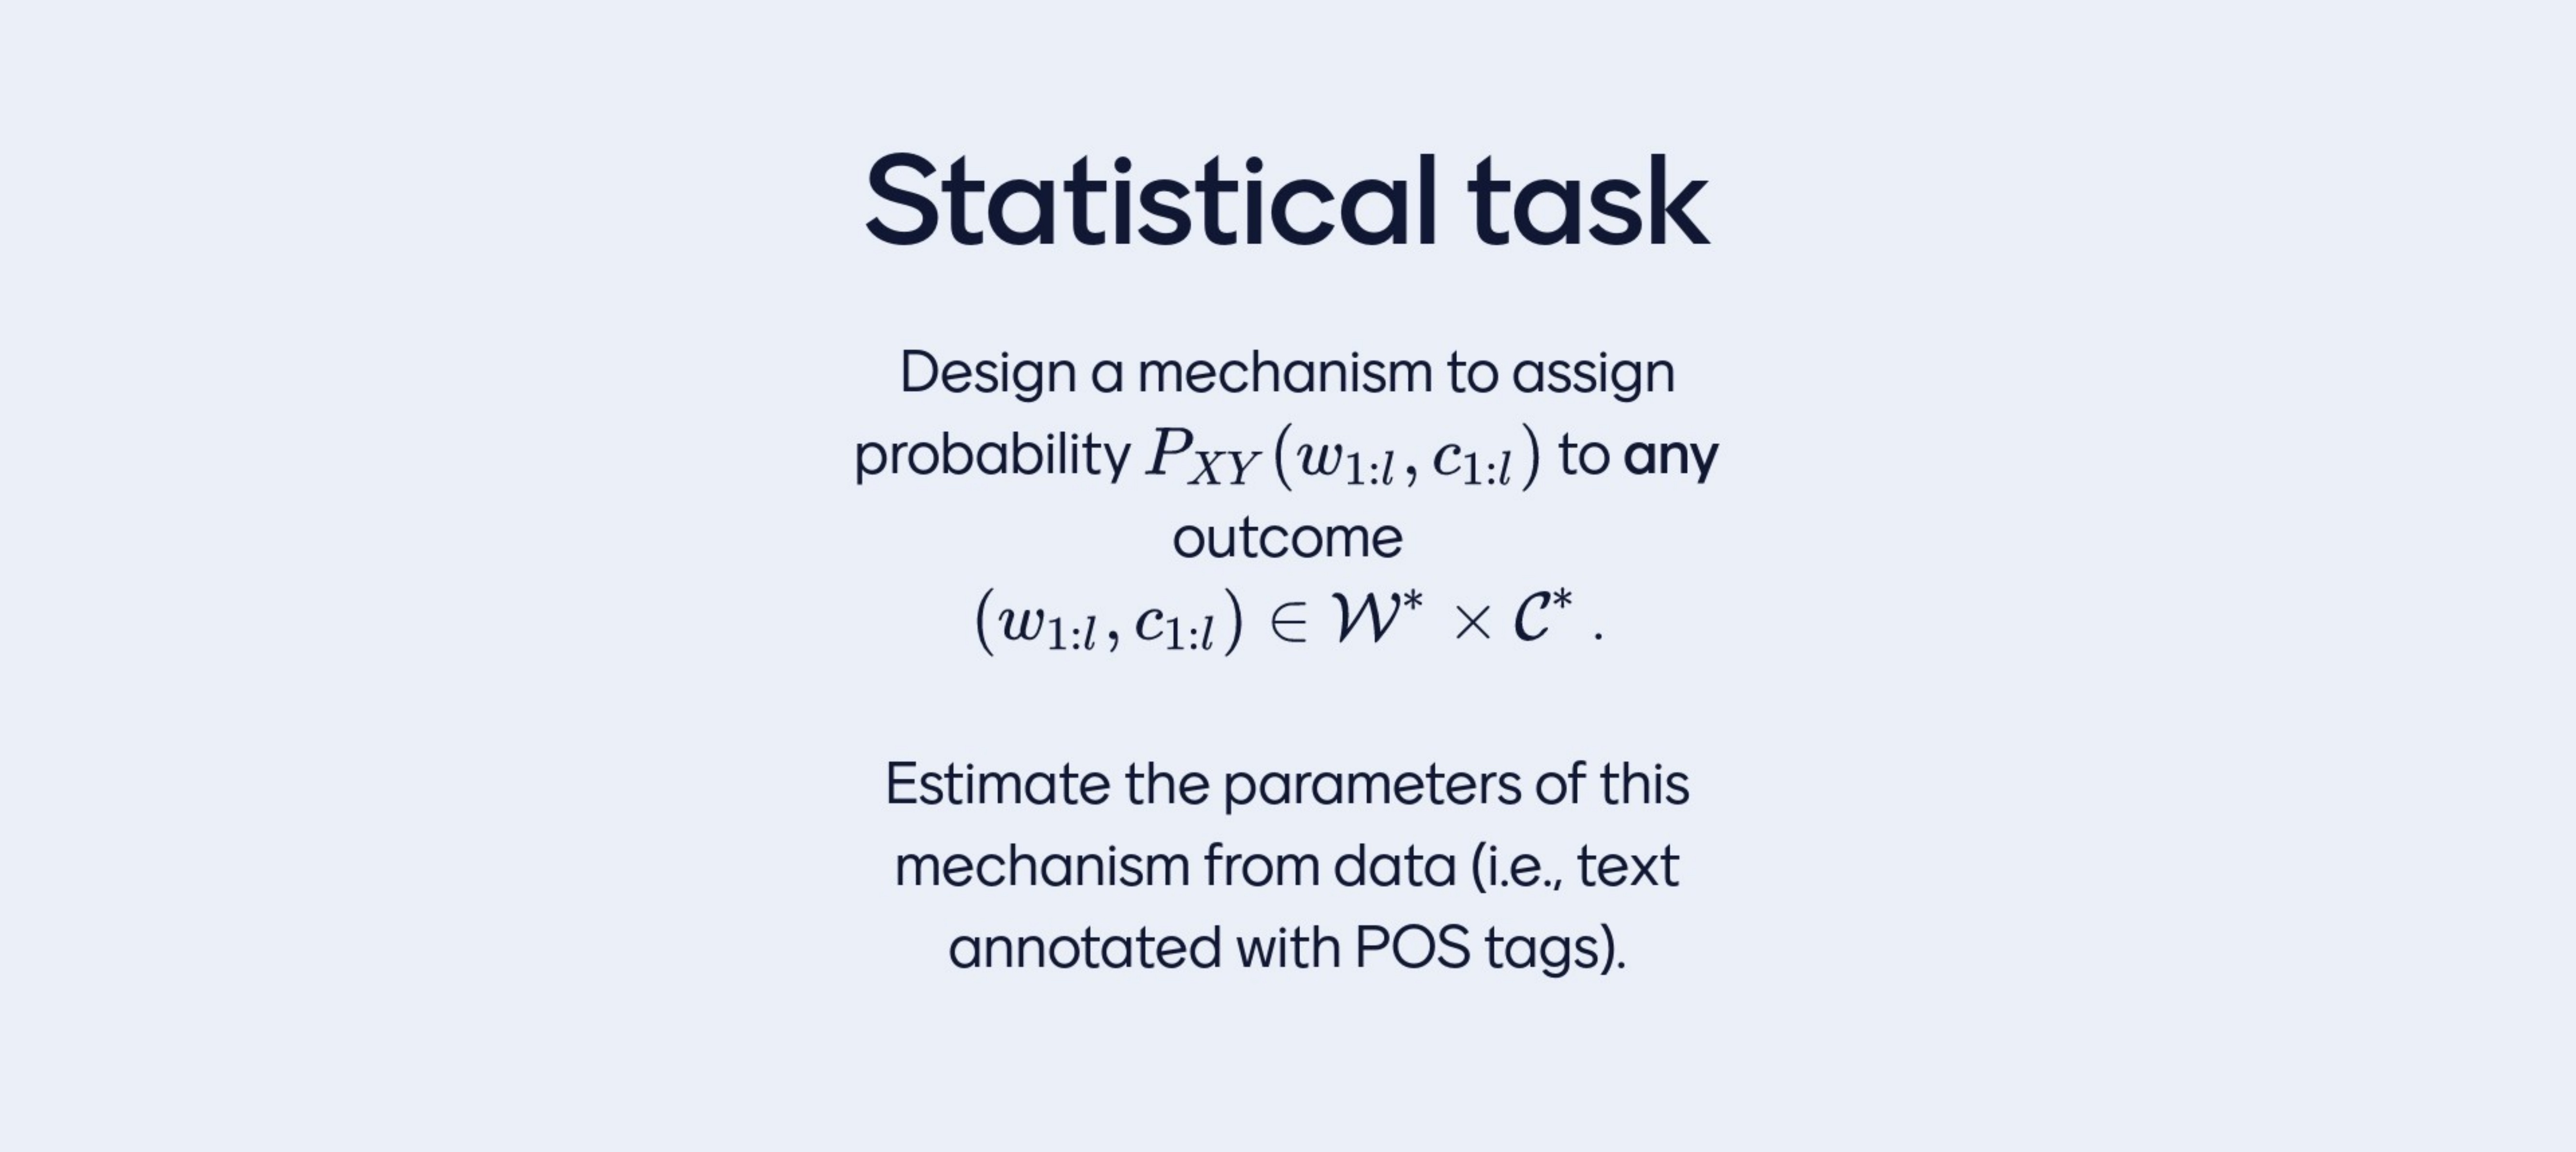 Statistical task
Design a mechanism to assign
probability $P_{XY}(w_{1:l}, c_{1:l})$ to any
outcome
$(w_{1:l}, c_{1:l}) \in \mathcal{W}^* \times \mathcal{C}^*$.
Estimate the parameters of this
mechanism from data (i.e., text
annotated with POS tags).